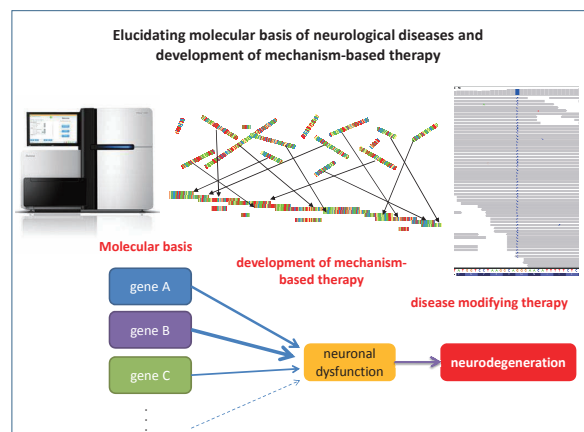 Elucidating molecular basis of neurological diseases and
development of mechanism-based therapy
Molecular basis
development of mechanism-
based therapy
disease modifying therapy
gene A
gene B
gene C
neuronal
dysfunction
neurodegeneration